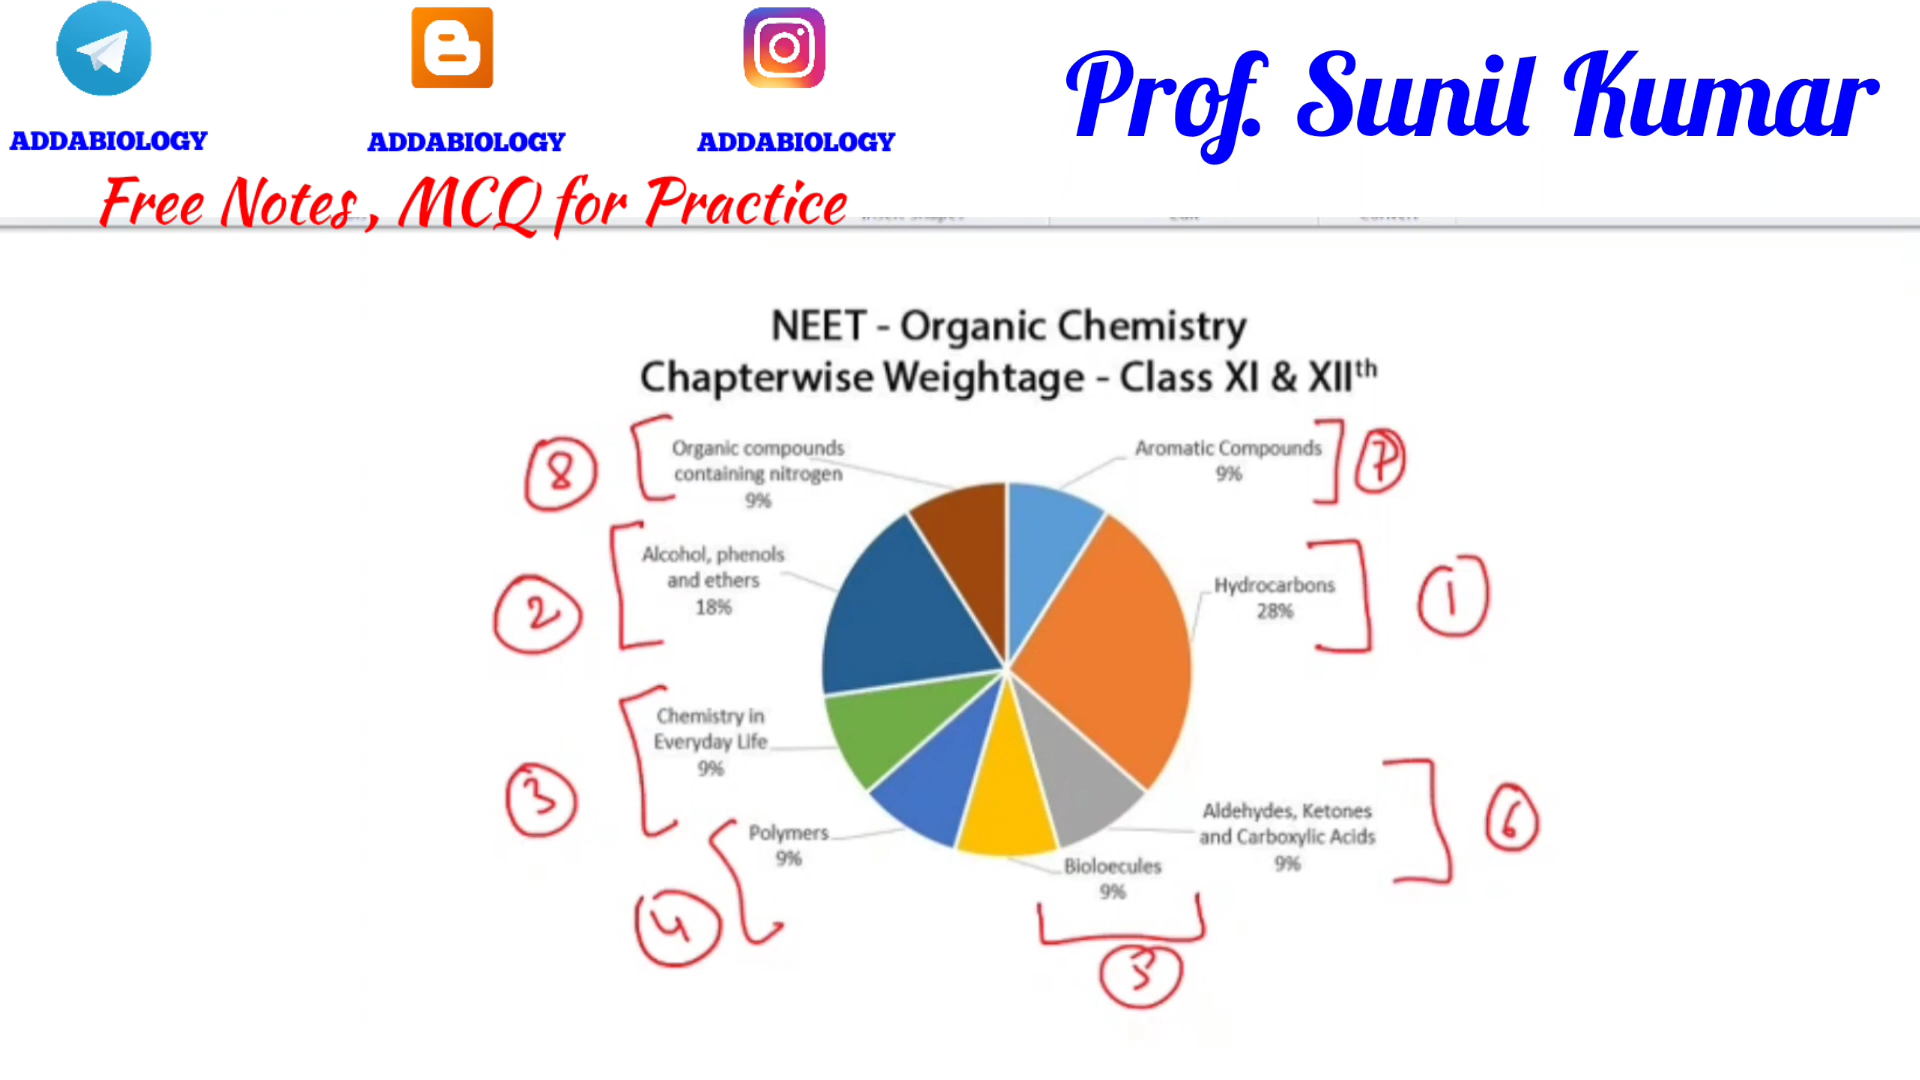 ADDABIOLOGY
ADDABIOLOGY
ADDABIOLOGY
Prof. Sunil Kumar
Free Notes, MCQ for Practice
NEET - Organic Chemistry
Chapterwise Weightage - Class XI & XIIth
8
Organic compounds
containing nitrogen
9%
Aromatic Compounds
9%
7
2
Alcohol, phenols
and ethers
18%
Hydrocarbons
28%
1
3
Chemistry in
Everyday Life
9%
4
Polymers
9%
Bioloecules
9%
5
Aldehydes, Ketones
and Carboxylic Acids
9%
6